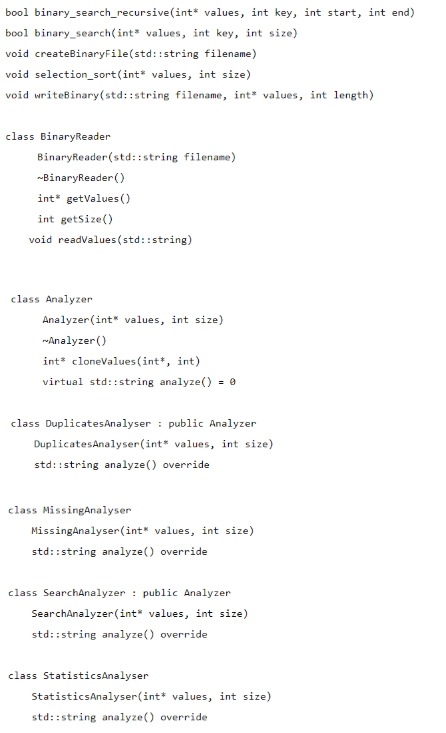 bool binary_search_recursive(int* values, int key, int start, int end)
bool binary_search(int* values, int key, int size)
void createBinaryFile(std::string filename)
void selection_sort(int* values, int size)
void writeBinary(std::string filename, int* values, int length)
class BinaryReader
BinaryReader(std::string filename)
~BinaryReader()
int* getValues()
int getSize()
void readValues(std::string)
class Analyzer
Analyzer(int* values, int size)
~Analyzer()
int* cloneValues(int*, int)
virtual std::string analyze() = 0
class DuplicatesAnalyser : public Analyzer
DuplicatesAnalyser(int* values, int size)
std::string analyze() override
class MissingAnalyser
MissingAnalyser(int* values, int size)
std::string analyze() override
class SearchAnalyzer : public Analyzer
SearchAnalyzer(int* values, int size)
std::string analyze() override
class StatisticsAnalyser
StatisticsAnalyser(int* values, int size)
std::string analyze() override